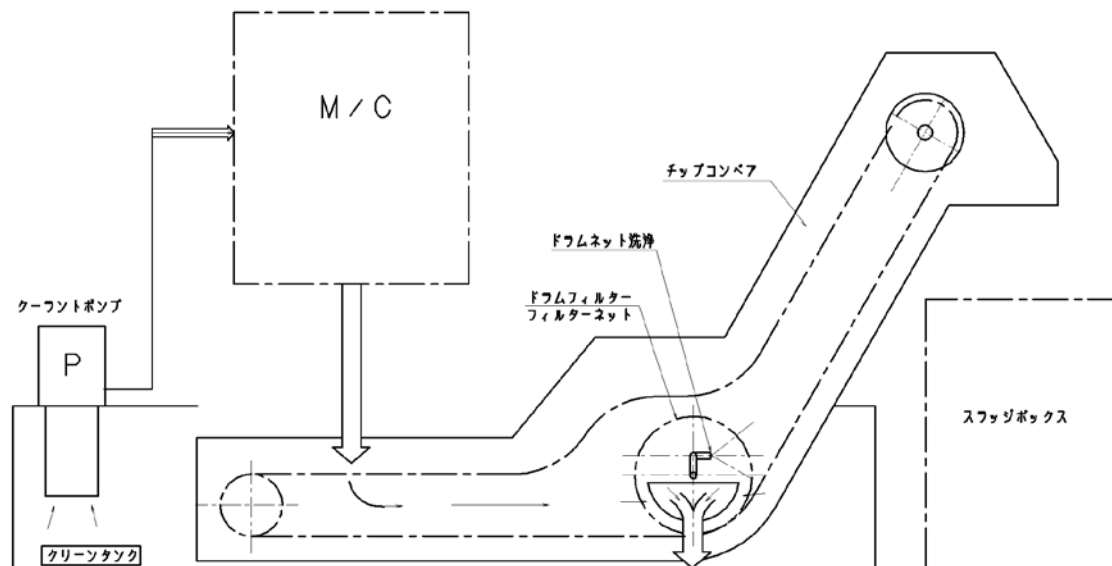 M/C
チップコンベア
ドラムネット洗浄
ドラムフィルター
フィルターネット
クーラントポンプ
P
スラッジボックス
クリーンタンク